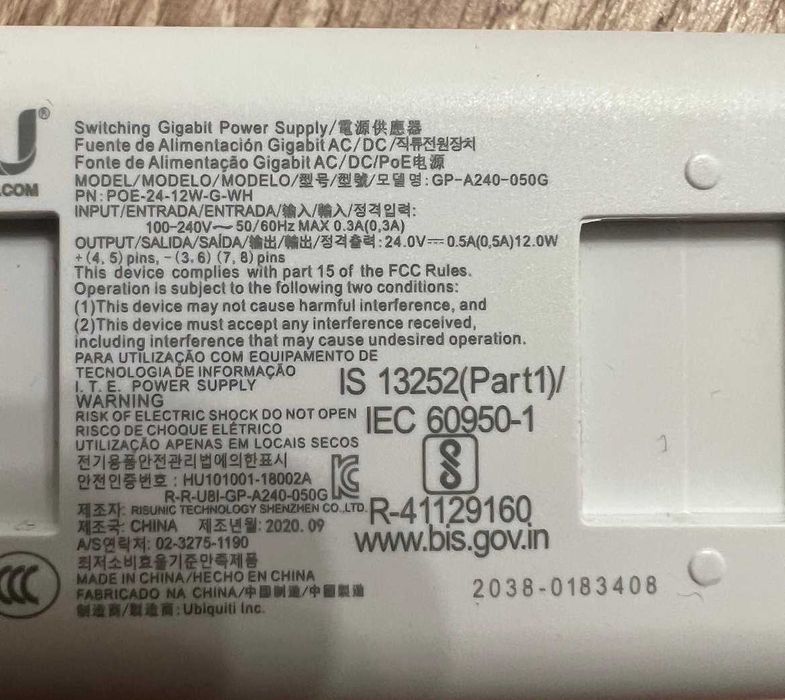 U®
.COM
Switching Gigabit Power Supply/電源供應器
Fuente de Alimentación Gigabit AC/DC/직류전원장치
Fonte de Alimentação Gigabit AC/DC/PoE电源
MODEL/MODELO/MODELO/型号/型號/모델명:GP-A240-050G
PN: POE-24-12W-G-WH
INPUT/ENTRADA/ENTRADA/输入/輸入/정격입력:
100-240V～50/60Hz MAX 0.3A(0,3A)
OUTPUT/SALIDA/SAÍDA/输出/輸出/정격출력:24.0V⎓0.5A(0,5A)12.0W
+(4, 5) pins, -(3, 6) (7, 8) pins
This device complies with part 15 of the FCC Rules.
Operation is subject to the following two conditions:
(1)This device may not cause harmful interference, and
(2)This device must accept any interference received,
including interference that may cause undesired operation.
PARA UTILIZAÇÃO COM EQUIPAMENTO DE
TECNOLOGIA DE INFORMAÇÃO
I.T.E. POWER SUPPLY
WARNING
RISK OF ELECTRIC SHOCK DO NOT OPEN
RISCO DE CHOQUE ELÉTRICO
UTILIZAÇÃO APENAS EM LOCAIS SECOS
IS 13252(Part1)/
IEC 60950-1
전기용품안전관리법에의한표시
안전인증번호: HU101001-18002A
R-R-U8I-GP-A240-050G
제조자: RISUNIC TECHNOLOGY SHENZHEN CO.,LTD.
제조국: CHINA 제조년월: 2020. 09
A/S연락처: 02-3275-1190
최저소비효율기준만족제품
R-41129160
www.bis.gov.in
MADE IN CHINA/HECHO EN CHINA
FABRICADO NA CHINA/中国制造/中國製造
制造商/製造商:Ubiquiti Inc.
2038-0183408